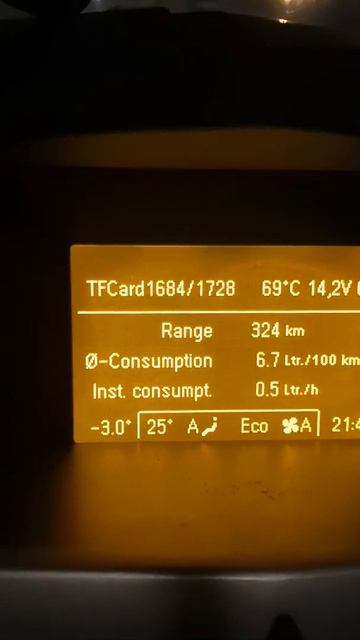 TFCard1684/1728 69°C 14,2V
Range 324 km
Ø-Consumption 6.7 Ltr./100 km
Inst. consumpt. 0.5 Ltr./h
-3.0° 25° A Eco A 21:4